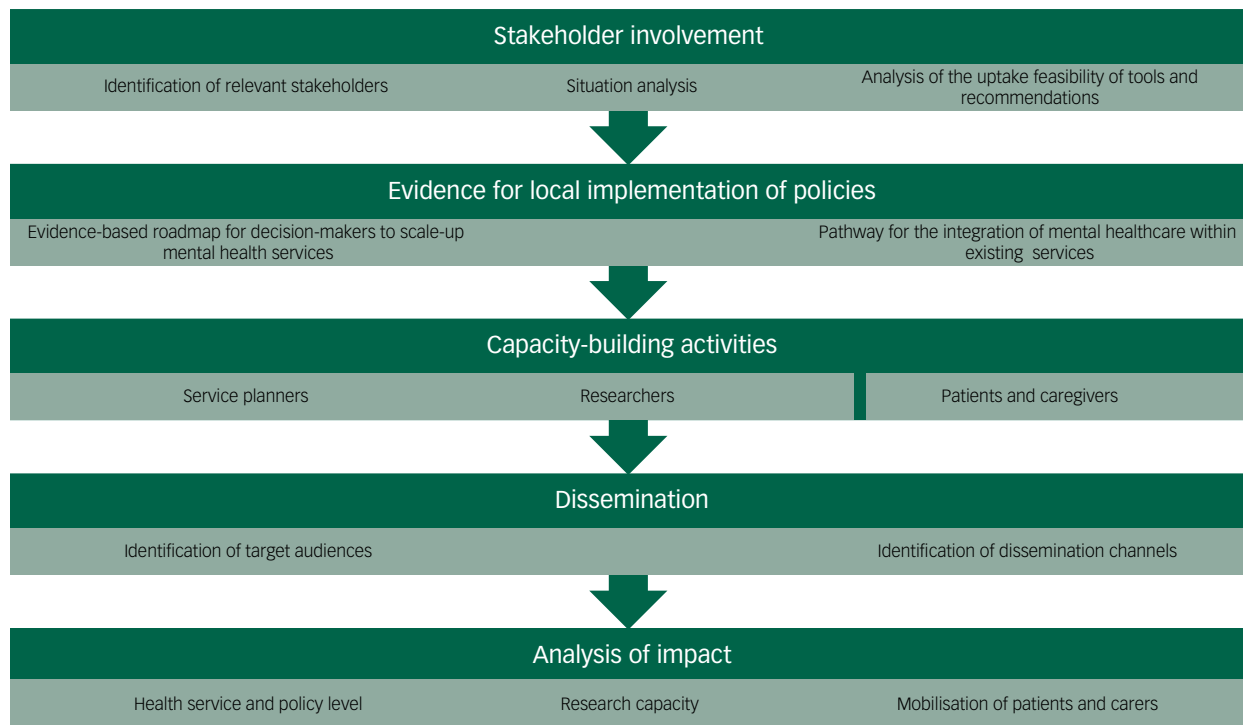 Stakeholder involvement
Identification of relevant stakeholders
Situation analysis
Analysis of the uptake feasibility of tools and
recommendations
Evidence for local implementation of policies
Evidence-based roadmap for decision-makers to scale-up
mental health services
Pathway for the integration of mental healthcare within
existing services
Capacity-building activities
Service planners
Researchers
Patients and caregivers
Dissemination
Identification of target audiences
Identification of dissemination channels
Analysis of impact
Health service and policy level
Research capacity
Mobilisation of patients and carers